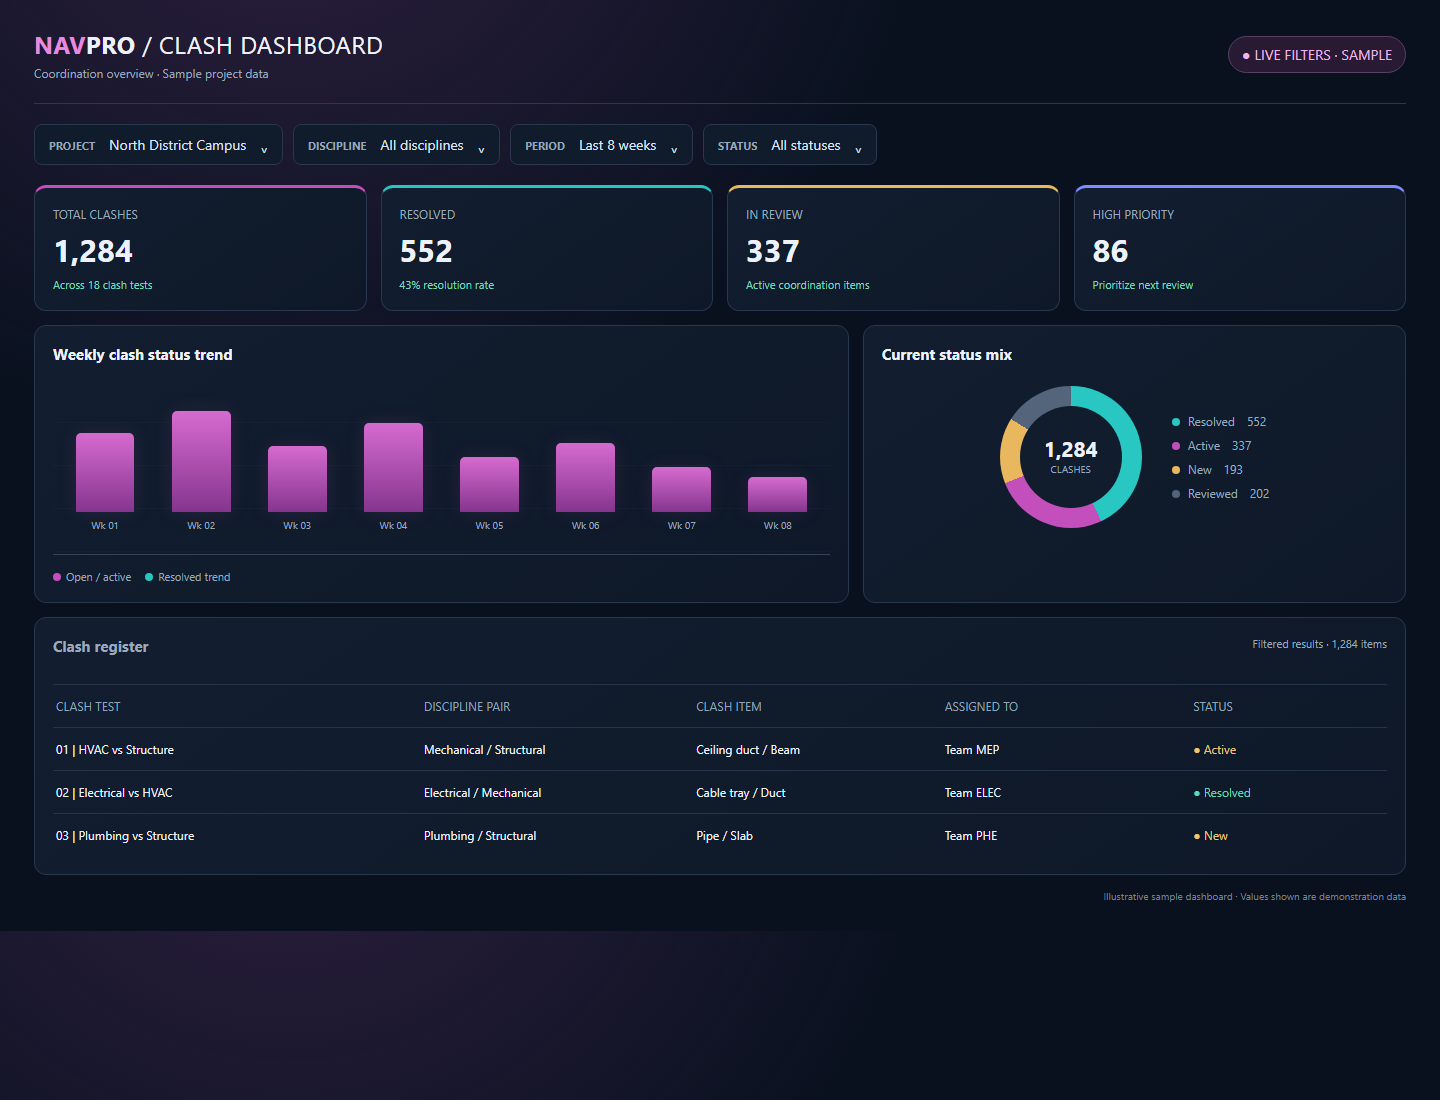 NAVPRO / CLASH DASHBOARD
Coordination overview · Sample project data
● LIVE FILTERS · SAMPLE
PROJECT North District Campus v
DISCIPLINE All disciplines v
PERIOD Last 8 weeks v
STATUS All statuses v
TOTAL CLASHES
1,284
Across 18 clash tests
RESOLVED
552
43% resolution rate
IN REVIEW
337
Active coordination items
HIGH PRIORITY
86
Prioritize next review
Weekly clash status trend
Wk 01 Wk 02 Wk 03 Wk 04 Wk 05 Wk 06 Wk 07 Wk 08
Open / active Resolved trend
Current status mix
1,284
CLASHES
Resolved 552
Active 337
New 193
Reviewed 202
Clash register
Filtered results · 1,284 items
CLASH TEST DISCIPLINE PAIR CLASH ITEM ASSIGNED TO STATUS
01 | HVAC vs Structure Mechanical / Structural Ceiling duct / Beam Team MEP ● Active
02 | Electrical vs HVAC Electrical / Mechanical Cable tray / Duct Team ELEC ● Resolved
03 | Plumbing vs Structure Plumbing / Structural Pipe / Slab Team PHE ● New
Illustrative sample dashboard · Values shown are demonstration data